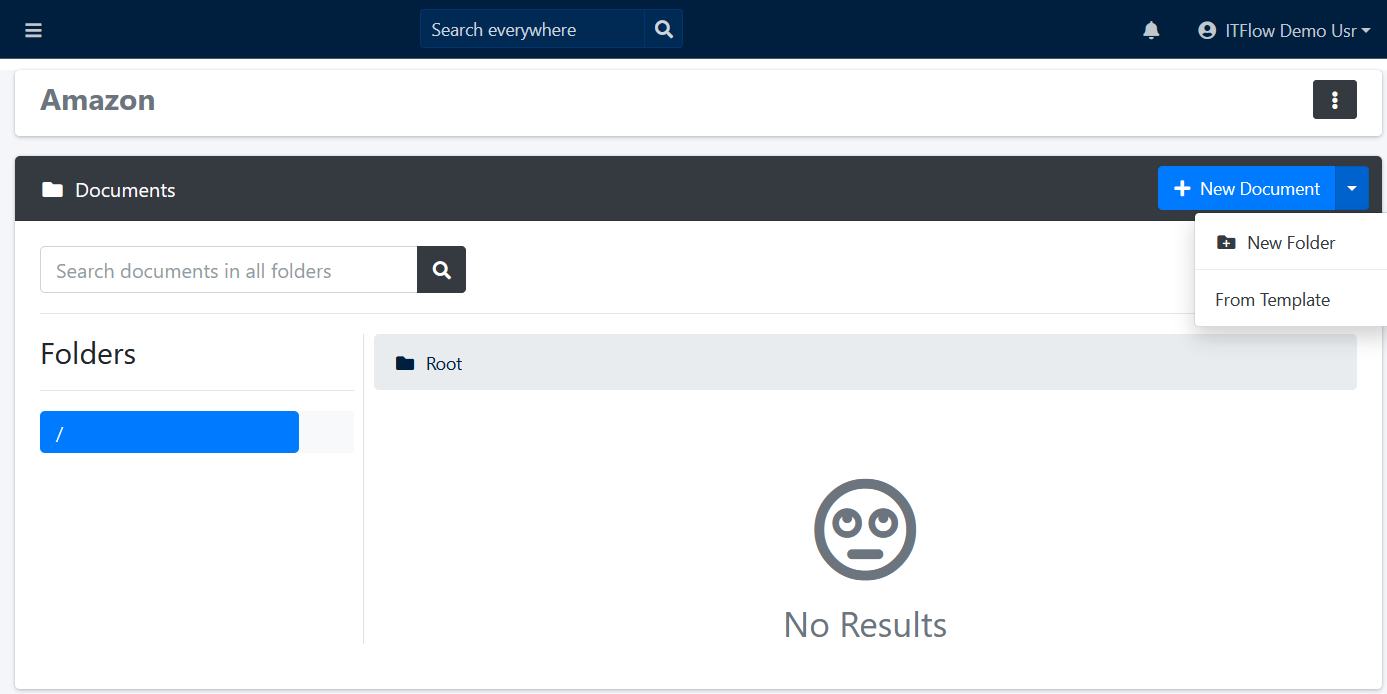 Search everywhere
ITFlow Demo Usr
Amazon
Documents
New Document
New Folder
From Template
Search documents in all folders
Folders
Root
/
No Results